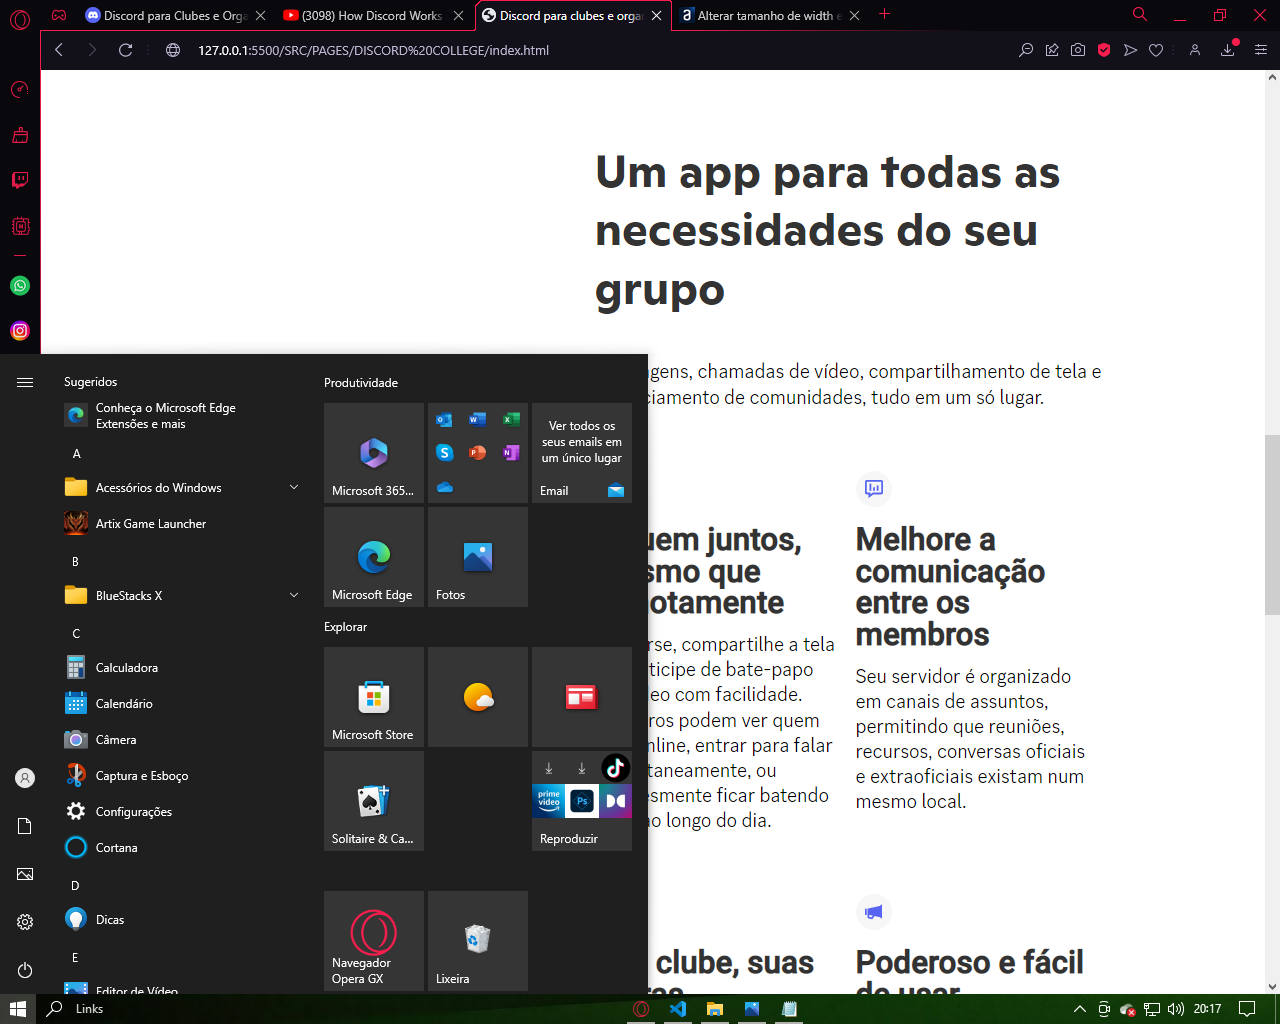 Discord para Clubes e Orga
(3098) How Discord Works
Discord para clubes e orga
Alterar tamanho de width e
127.0.0.1:5500/SRC/PAGES/DISCORD%20COLLEGE/index.html
Um app para todas as
necessidades do seu
grupo
gens, chamadas de vídeo, compartilhamento de tela e
ciamento de comunidades, tudo em um só lugar.
uem juntos,
smo que
otamente
rse, compartilhe a tela
ticipe de bate-papo
eo com facilidade.
ros podem ver quem
nline, entrar para falar
taneamente, ou
esmente ficar batendo
ao longo do dia.
Melhore a
comunicação
entre os
membros
Seu servidor é organizado
em canais de assuntos,
permitindo que reuniões,
recursos, conversas oficiais
e extraoficiais existam num
mesmo local.
clube, suas
Poderoso e fácil
de usar
Sugeridos
Conheça o Microsoft Edge
Extensões e mais
A
Acessórios do Windows
Artix Game Launcher
B
BlueStacks X
C
Calculadora
Calendário
Câmera
Captura e Esboço
Configurações
Cortana
D
Dicas
E
Editor de Vídeo
Produtividade
Microsoft 365...
Ver todos os
seus emails em
um único lugar
Email
Microsoft Edge
Fotos
Explorar
Microsoft Store
Solitaire & Ca...
prime
video
Ps
Reproduzir
Navegador
Opera GX
Lixeira
Links
20:17